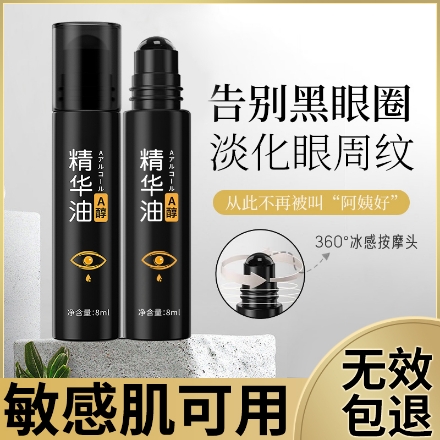 告别黑眼圈
淡化眼周纹
从此不再被叫“阿姨好”
360°冰感按摩头
精华油
Aアルコール
A醇
净含量:8ml
精华油
Aアルコール
A醇
净含量:8ml
敏感肌可用
无效
包退